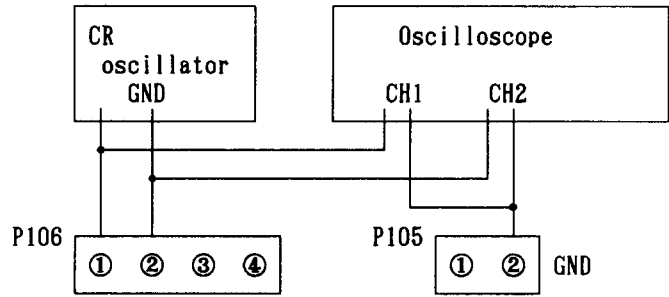 CR
oscillator
GND
Oscilloscope
CH1 CH2
P106
① ② ③ ④
P105
① ② GND